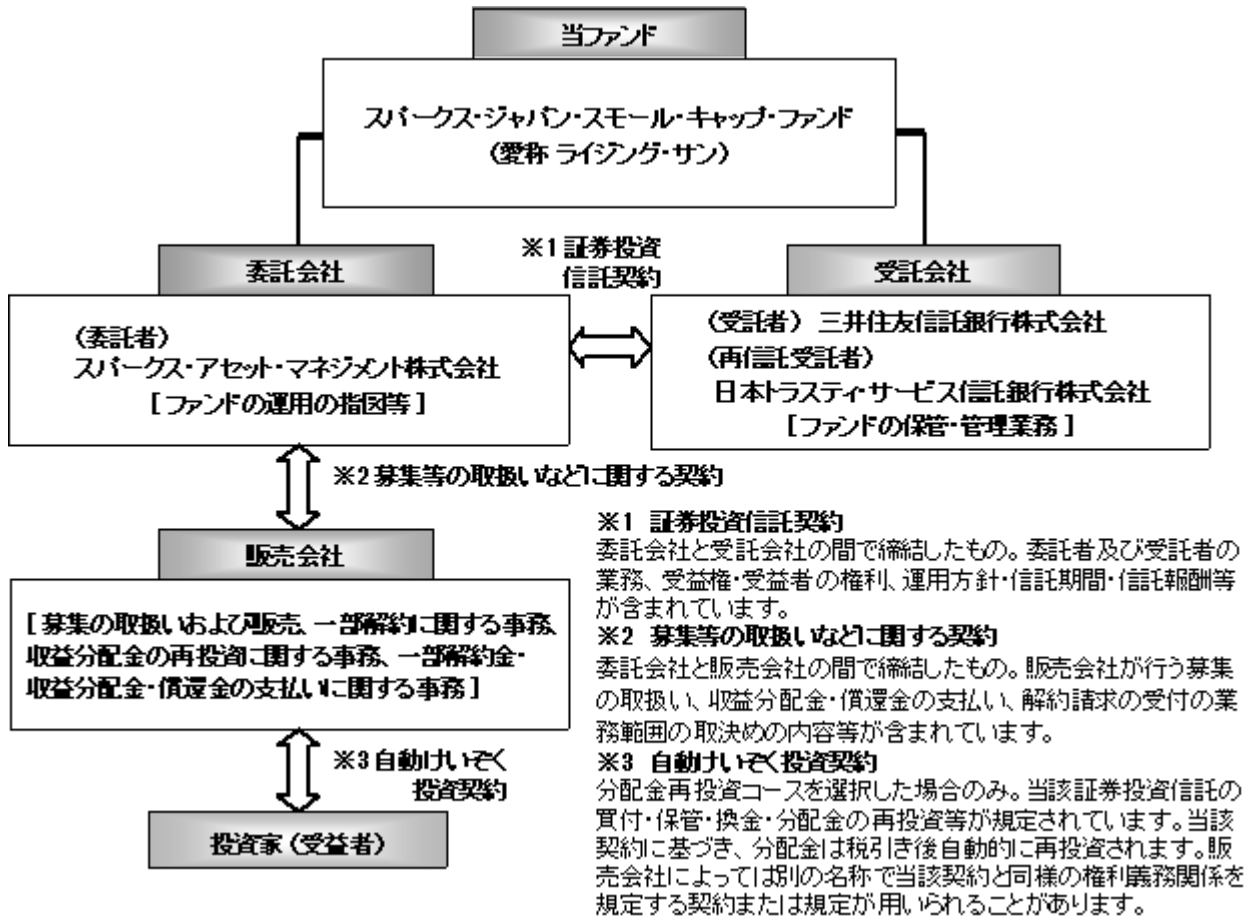 当ファンド
スパークス・ジャパン・スモール・キャップ・ファンド
（愛称 ライジング・サン）
委託会社
※1 証券投資
信託契約
受託会社
（委託者）
スパークス・アセット・マネジメント株式会社
［ファンドの運用の指図等］
（受託者） 三井住友信託銀行株式会社
（再信託受託者）
日本トラスティ・サービス信託銀行株式会社
［ファンドの保管・管理業務］
※2 募集等の取扱いなどに関する契約
販売会社
［募集の取扱いおよび販売、一部解約に関する事務、
収益分配金の再投資に関する事務、一部解約金・
収益分配金・償還金の支払いに関する事務］
※3 自動けいぞく
投資契約
投資家（受益者）
※1 証券投資信託契約
委託会社と受託会社の間で締結したもの。委託者及び受託者の
業務、受益権・受益者の権利、運用方針・信託期間・信託報酬等
が含まれています。
※2 募集等の取扱いなどに関する契約
委託会社と販売会社の間で締結したもの。販売会社が行う募集
の取扱い、収益分配金・償還金の支払い、解約請求の受付の業
務範囲の取決めの内容等が含まれています。
※3 自動けいぞく投資契約
分配金再投資コースを選択した場合のみ。当該証券投資信託の
買付・保管・換金・分配金の再投資等が規定されています。当該
契約に基づき、分配金は税引き後自動的に再投資されます。販
売会社によっては別の名称で当該契約と同様の権利義務関係を
規定する契約または規定が用いられることがあります。